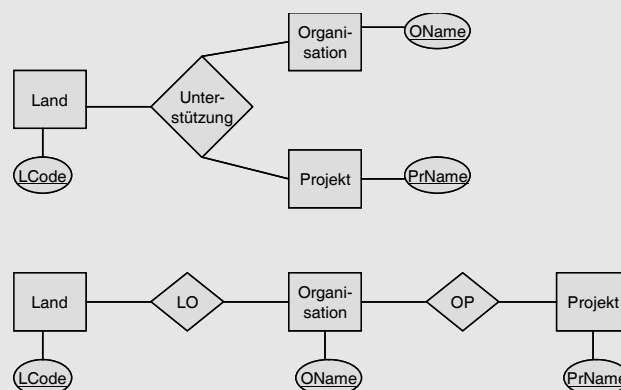 Organi-
sation
OName
Land
Unter-
stützung
LCode
Projekt
PrName
Land
LO
Organi-
sation
OP
Projekt
LCode
OName
PrName